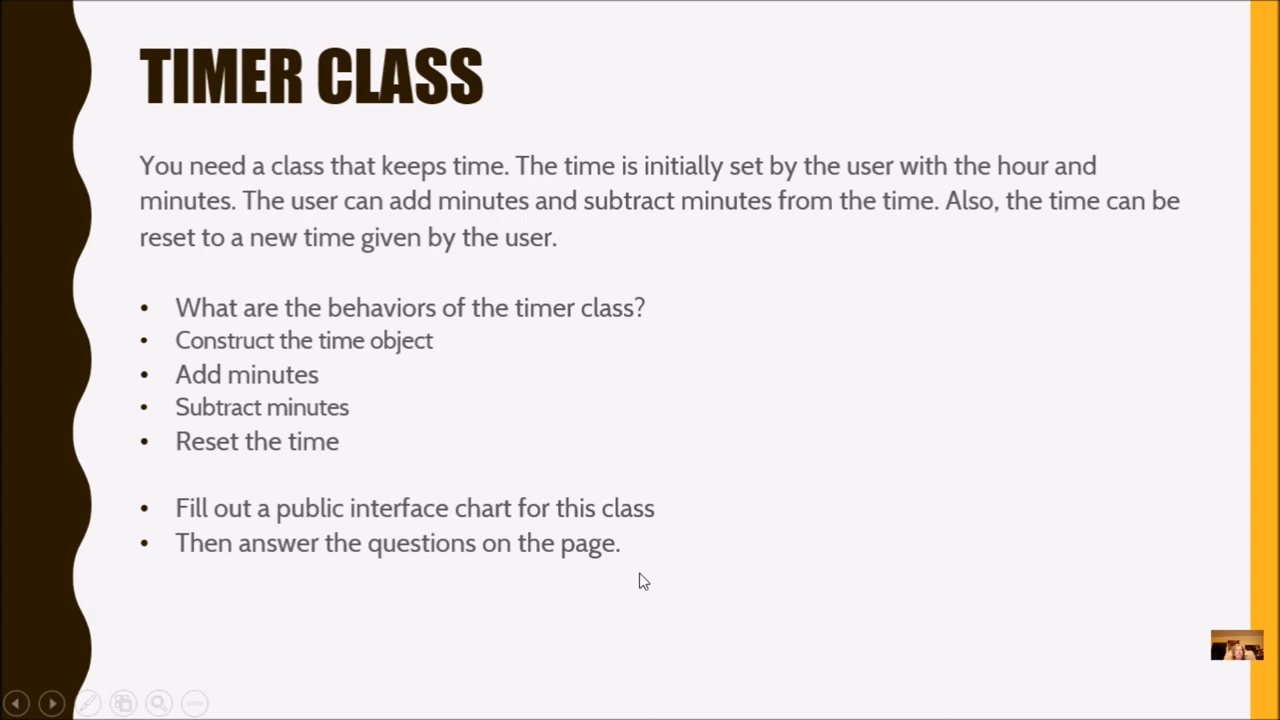 TIMER CLASS
You need a class that keeps time. The time is initially set by the user with the hour and
minutes. The user can add minutes and subtract minutes from the time. Also, the time can be
reset to a new time given by the user.
• What are the behaviors of the timer class?
• Construct the time object
• Add minutes
• Subtract minutes
• Reset the time
• Fill out a public interface chart for this class
• Then answer the questions on the page.